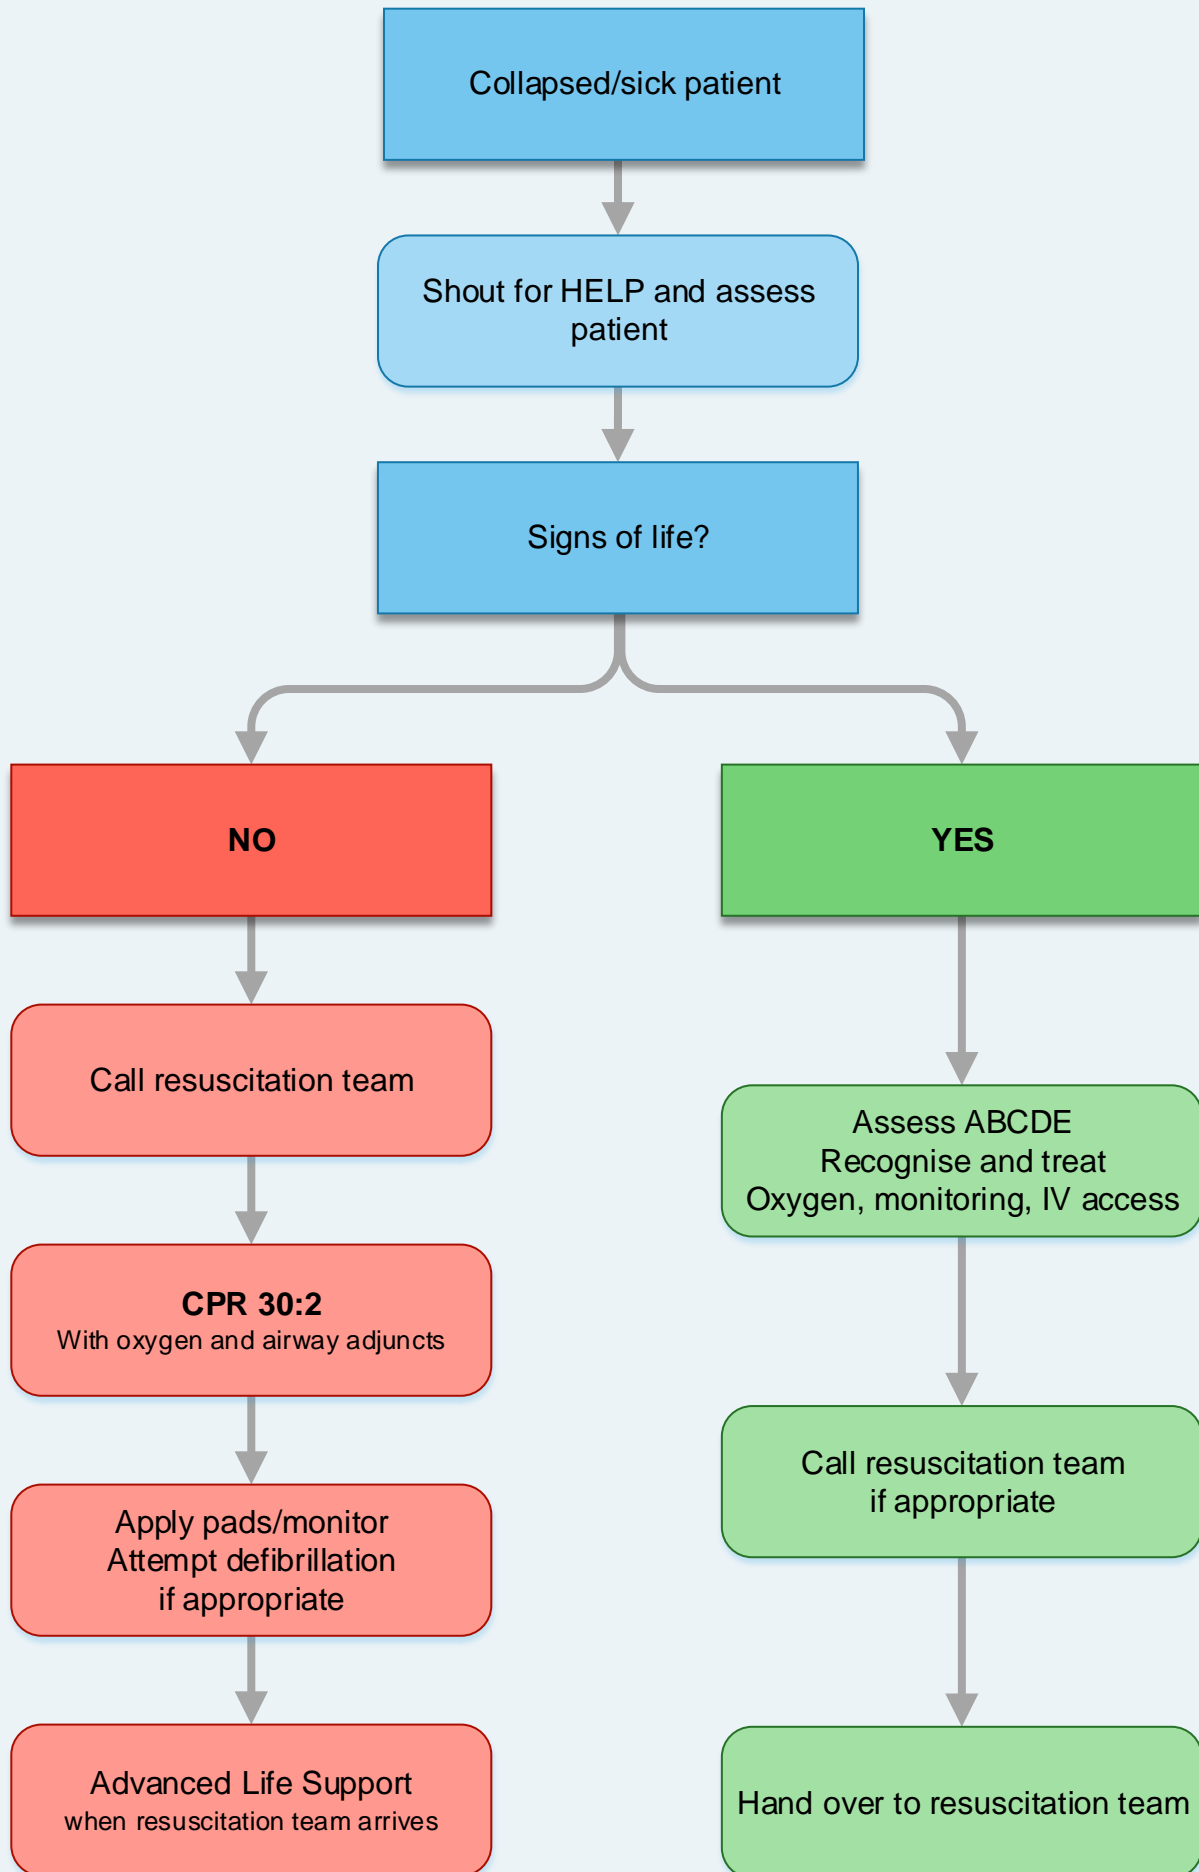 Collapsed/sick patient
Shout for HELP and assess
patient
Signs of life?
NO
YES
Call resuscitation team
CPR 30:2
With oxygen and airway adjuncts
Apply pads/monitor
Attempt defibrillation
if appropriate
Advanced Life Support
when resuscitation team arrives
Assess ABCDE
Recognise and treat
Oxygen, monitoring, IV access
Call resuscitation team
if appropriate
Hand over to resuscitation team